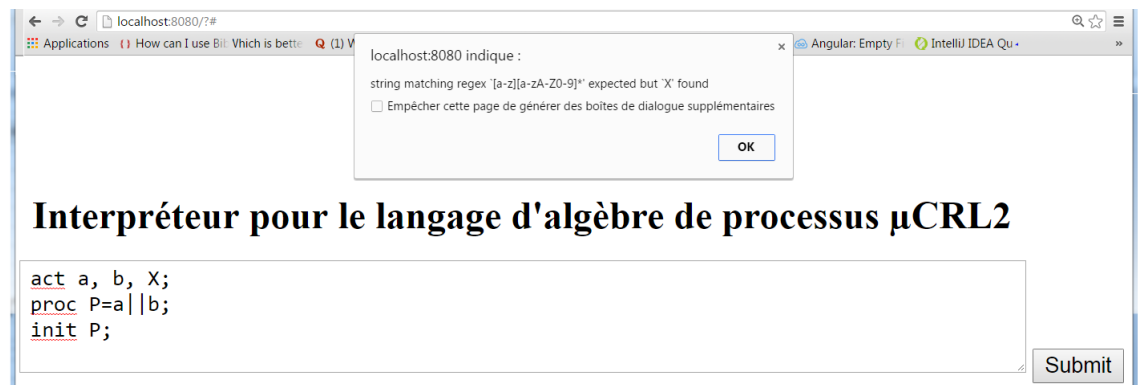 localhost:8080/?#
Applications () How can I use Bi Vhich is bette Q (1) W Angular: Empty F IntelliJ IDEA Qu »
localhost:8080 indique : ×
string matching regex `[a-z][a-zA-Z0-9]*' expected but `X' found
Empêcher cette page de générer des boîtes de dialogue supplémentaires
OK
Interpréteur pour le langage d'algèbre de processus µCRL2
act a, b, X;
proc P=a||b;
init P;
Submit